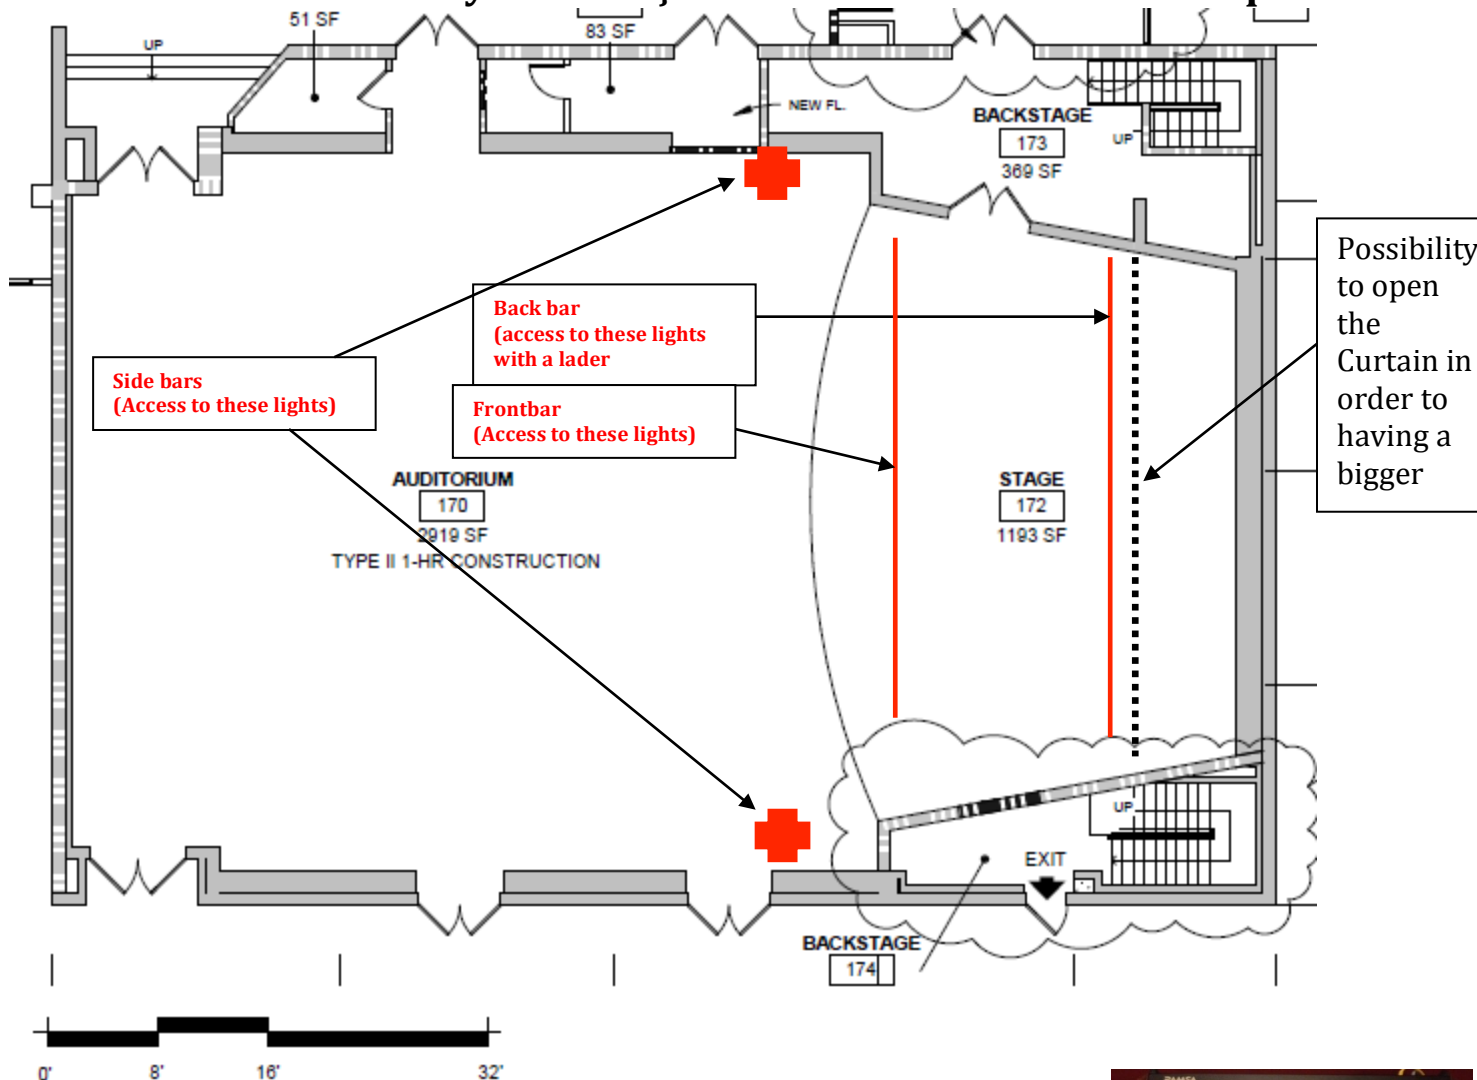 51 SF
83 SF
UP
NEW FL.
BACKSTAGE
173
369 SF
UP
Possibility
to open
the
Curtain in
order to
having a
bigger
Back bar
(access to these lights
with a lader
Side bars
(Access to these lights)
Frontbar
(Access to these lights)
AUDITORIUM
170
2919 SF
TYPE II 1-HR CONSTRUCTION
STAGE
172
1193 SF
UP
EXIT
BACKSTAGE
174
0' 8' 16' 32'